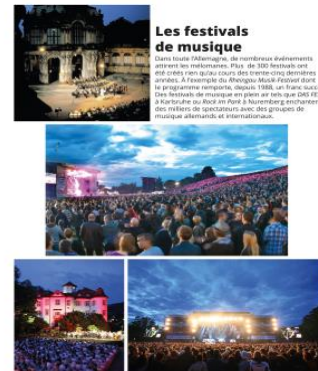 Les festivals
de musique
Dans toute l'Allemagne, de nombreux événements
attirent les mélomanes. Plus de 300 festivals ont
été créés rien qu'au cours des trente-cinq dernières
années. À l'exemple du Rheingau Musik-Festival dont
le programme remporte, depuis 1988, un franc succ
Des festivals de musique en plein air tels que DAS FE
à Karlsruhe ou Rock im Park à Nuremberg enchanten
des milliers de spectateurs avec des groupes de
musique allemands et internationaux.